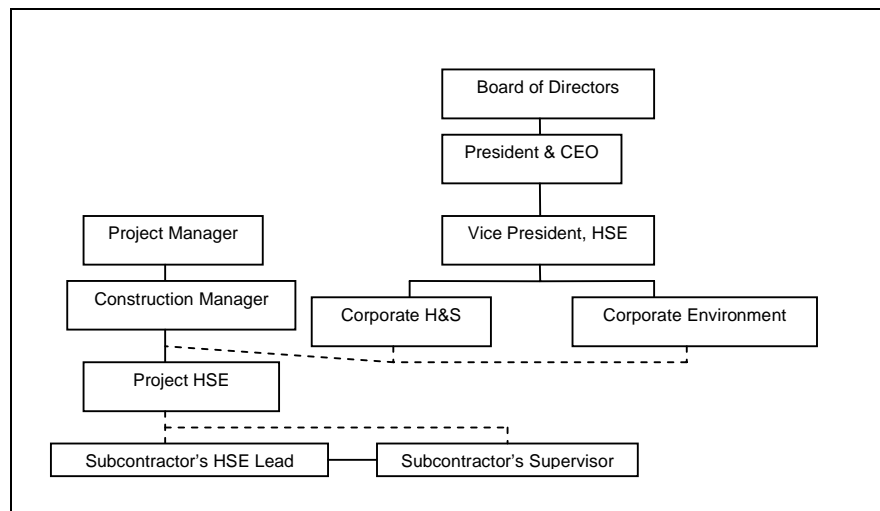 Board of Directors
President & CEO
Vice President, HSE
Project Manager
Construction Manager
Corporate H&S
Corporate Environment
Project HSE
Subcontractor’s HSE Lead
Subcontractor’s Supervisor